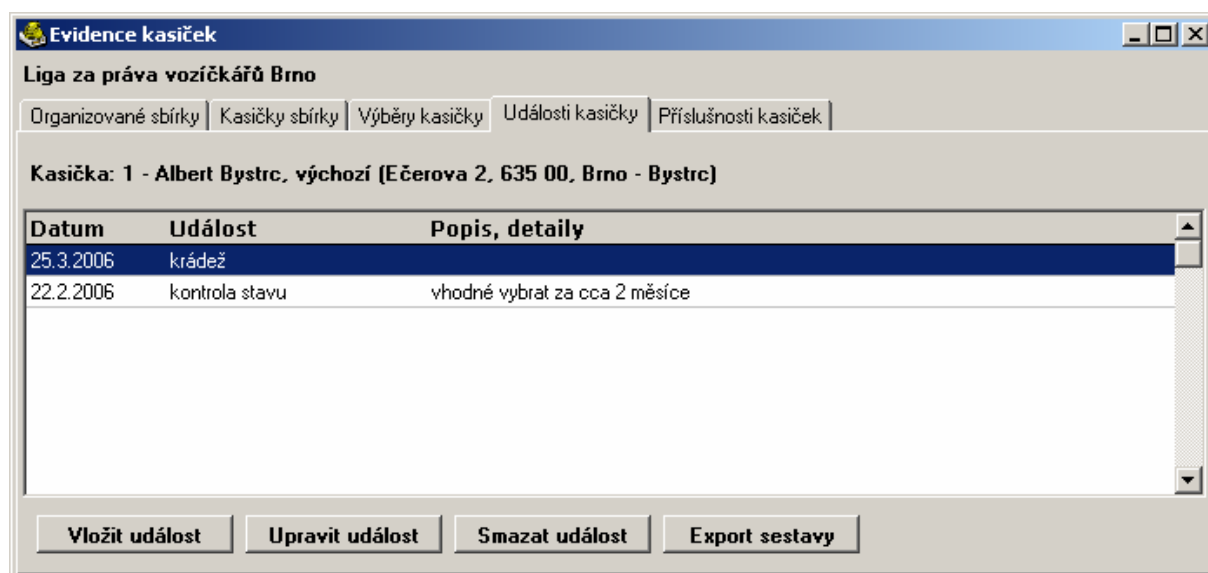 Evidence kasiček
Liga za práva vozíčkářů Brno
Organizované sbírky Kasičky sbírky Výběry kasičky Události kasičky Příslušnosti kasiček
Kasička: 1 - Albert Bystrc, výchozí (Ečerova 2, 635 00, Brno - Bystrc)
Datum Událost Popis, detaily
25.3.2006 krádež
22.2.2006 kontrola stavu vhodné vybrat za cca 2 měsíce
Vložit událost Upravit událost Smazat událost Export sestavy